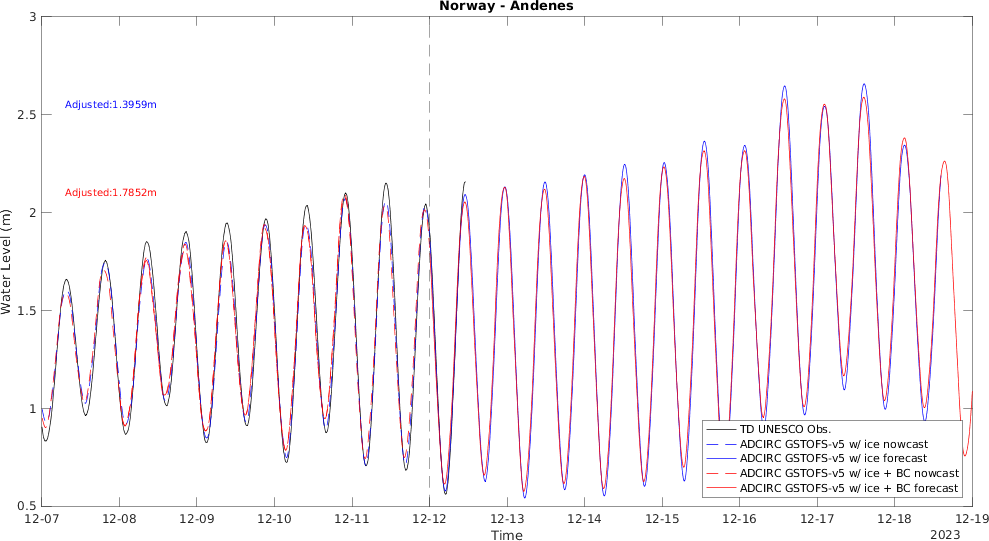 Norway - Andenes
3
2.5
2
1.5
1
0.5
Water Level (m)
Adjusted:1.3959m
Adjusted:1.7852m
TD UNESCO Obs.
ADCIRC GSTOFS-v5 w/ ice nowcast
ADCIRC GSTOFS-v5 w/ ice forecast
ADCIRC GSTOFS-v5 w/ ice + BC nowcast
ADCIRC GSTOFS-v5 w/ ice + BC forecast
12-07 12-08 12-09 12-10 12-11 12-12 12-13 12-14 12-15 12-16 12-17 12-18 12-19
Time
2023